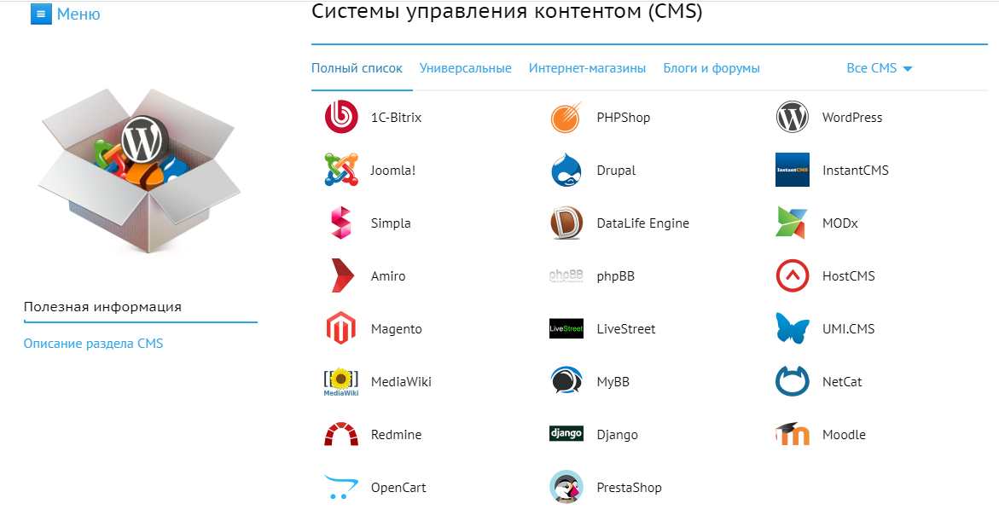 Меню
Системы управления контентом (CMS)
Полный список Универсальные Интернет-магазины Блоги и форумы Все CMS
1C-Bitrix PHPShop WordPress
Joomla! Drupal InstantCMS InstantCMS
Simpla DataLife Engine MODx
Amiro phpBB phpBB HostCMS
Полезная информация
Magento LiveStreet LiveStreet UMI.CMS
Описание раздела CMS
MediaWiki MediaWiki MyBB NetCat
Redmine django Django Moodle
OpenCart PrestaShop